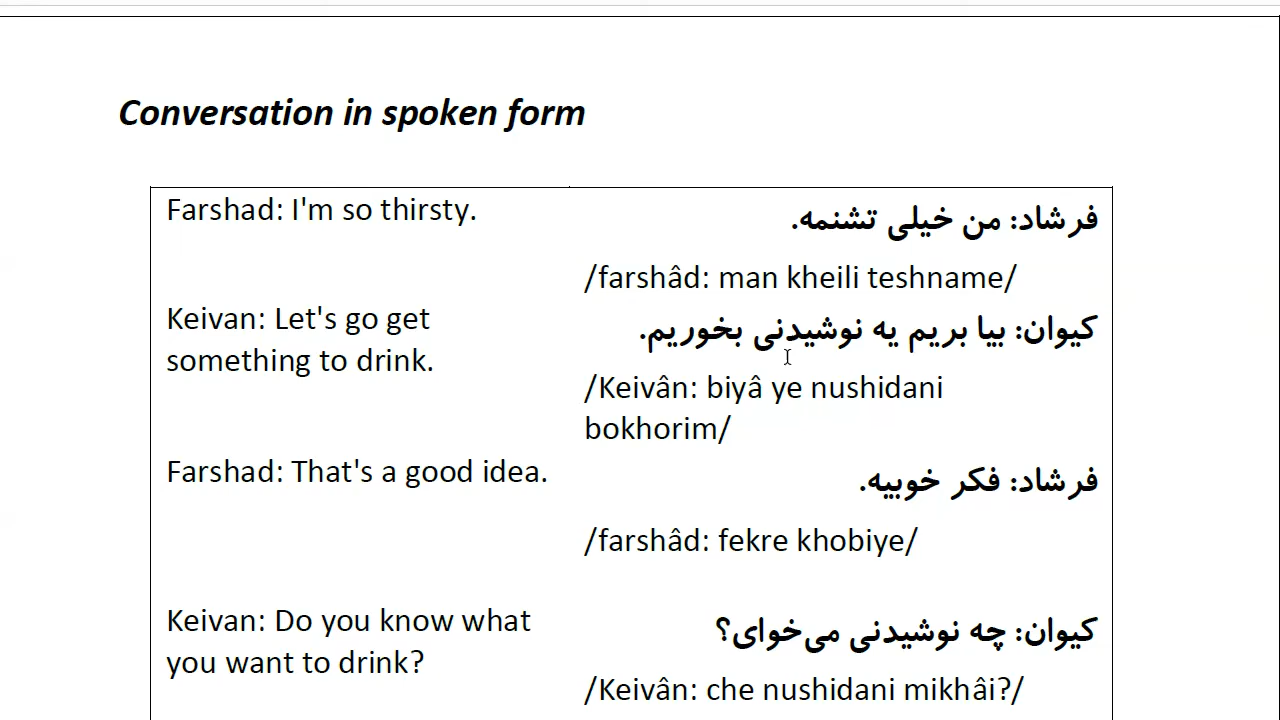 Conversation in spoken form
Farshad: I'm so thirsty.
فرشاد: من خیلی تشنمه.
/farshâd: man kheili teshname/
Keivan: Let's go get
something to drink.
کیوان: بیا بریم یه نوشیدنی بخوریم.
/Keivân: biyâ ye nushidani
bokhorim/
Farshad: That's a good idea.
فرشاد: فکر خوبیه.
/farshâd: fekre khobiye/
Keivan: Do you know what
you want to drink?
کیوان: چه نوشیدنی می‌خوای؟
/Keivân: che nushidani mikhâi?/